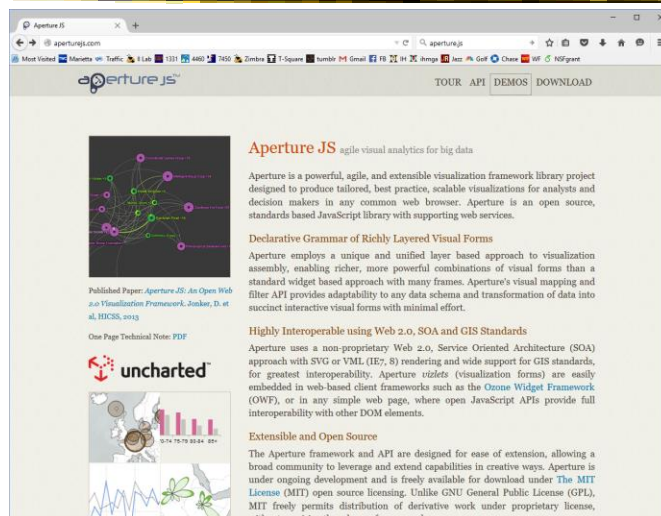 Aperture JS
aperturejs.com
aperture.js
Most Visited Marietta Traffic Il Lab 1331 4460 7450 Zimbra T-Square tumblr Gmail FB IH ihmga Jazz Golf Chase WF NSFgrant
aperture JS™
TOUR API DEMOS DOWNLOAD
Aperture JS agile visual analytics for big data
Aperture is a powerful, agile, and extensible visualization framework library project
designed to produce tailored, best practice, scalable visualizations for analysts and
decision makers in any common web browser. Aperture is an open source,
standards based JavaScript library with supporting web services.
Declarative Grammar of Richly Layered Visual Forms
Aperture employs a unique and unified layer based approach to visualization
assembly, enabling richer, more powerful combinations of visual forms than a
standard widget based approach with many frames. Aperture's visual mapping and
filter API provides adaptability to any data schema and transformation of data into
succinct interactive visual forms with minimal effort.
Highly Interoperable using Web 2.0, SOA and GIS Standards
Aperture uses a non-proprietary Web 2.0, Service Oriented Architecture (SOA)
approach with SVG or VML (IE7, 8) rendering and wide support for GIS standards,
for greatest interoperability. Aperture vizlets (visualization forms) are easily
embedded in web-based client frameworks such as the Ozone Widget Framework
(OWF), or in any simple web page, where open JavaScript APIs provide full
interoperability with other DOM elements.
Extensible and Open Source
The Aperture framework and API are designed for ease of extension, allowing a
broad community to leverage and extend capabilities in creative ways. Aperture is
under ongoing development and is freely available for download under The MIT
License (MIT) open source licensing. Unlike GNU General Public License (GPL),
MIT freely permits distribution of derivative work under proprietary license,
Published Paper: Aperture JS: An Open Web
2.0 Visualization Framework. Jonker, D. et
al, HICSS, 2013
One Page Technical Note: PDF
uncharted™
70-74 75-79 80-84 85+